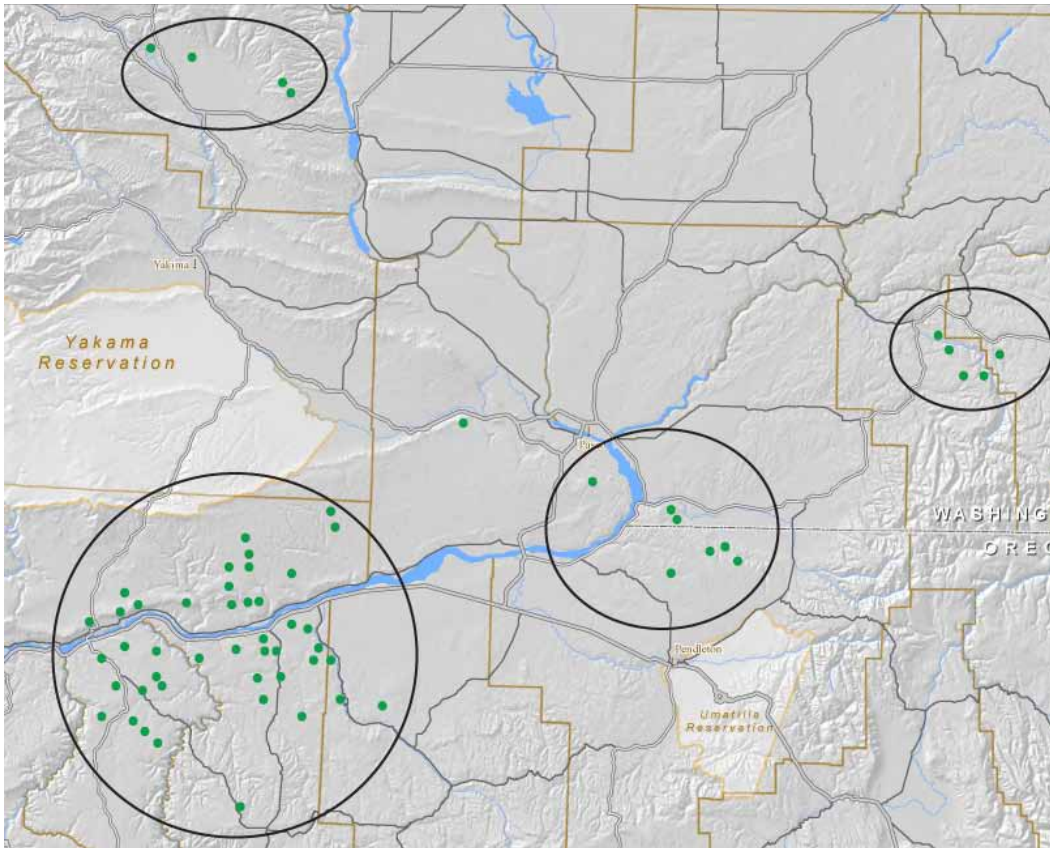 Yakima
Yakama
Reservation
WASHING
OREG
Pendleton
Umatilla
Reservation